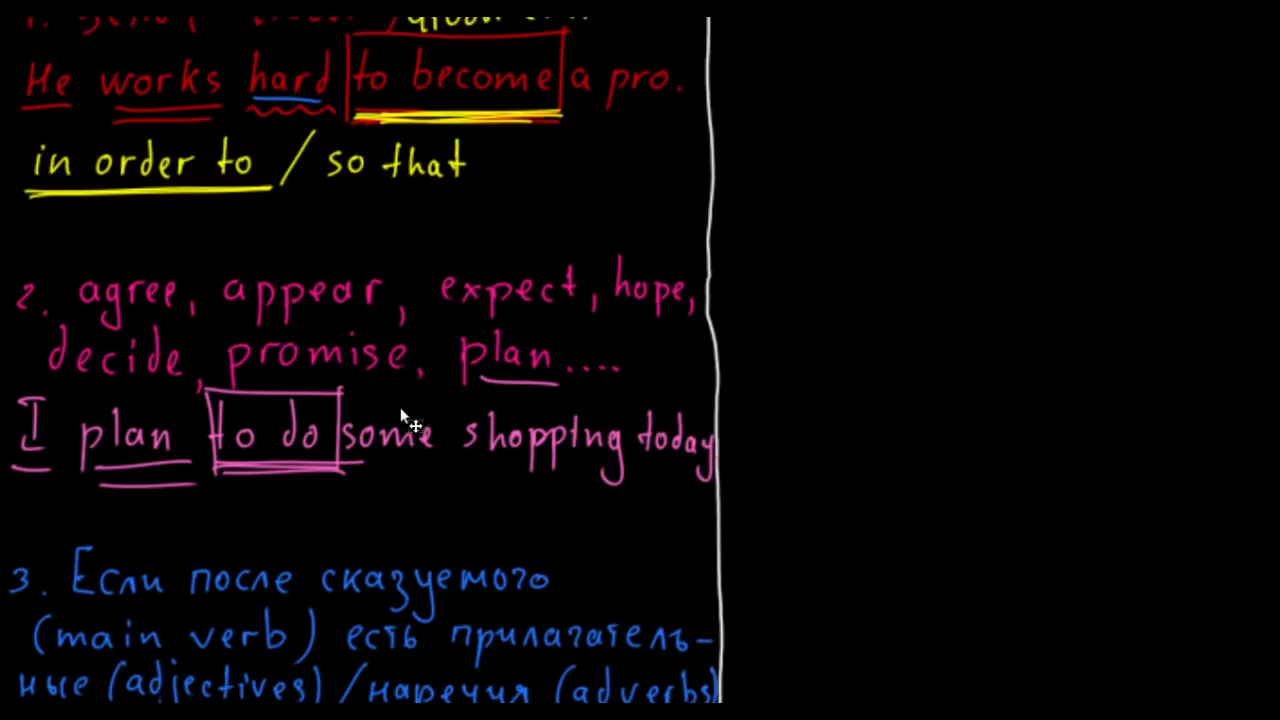 He works hard to become a pro.
in order to / so that
2. agree, appear, expect, hope,
decide, promise, plan....
I plan to do some shopping today
3. Если после сказуемого
(main verb) есть прилагатель-
ные (adjectives) / наречия (adverbs)